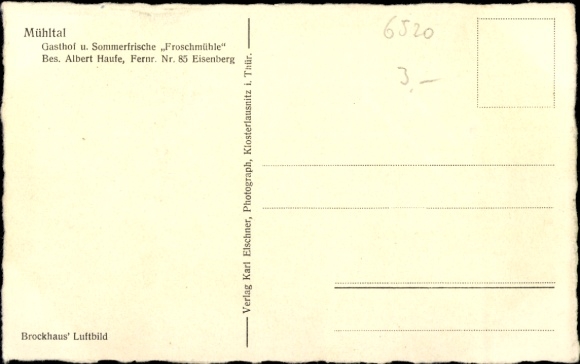 Mühltal
Gasthof u. Sommerfrische „Froschmühle“
Bes. Albert Haufe, Fernr. Nr. 85 Eisenberg
Verlag Karl Elschner, Photograph, Klosterlausnitz i. Thür.
6520
3,—
Brockhaus' Luftbild